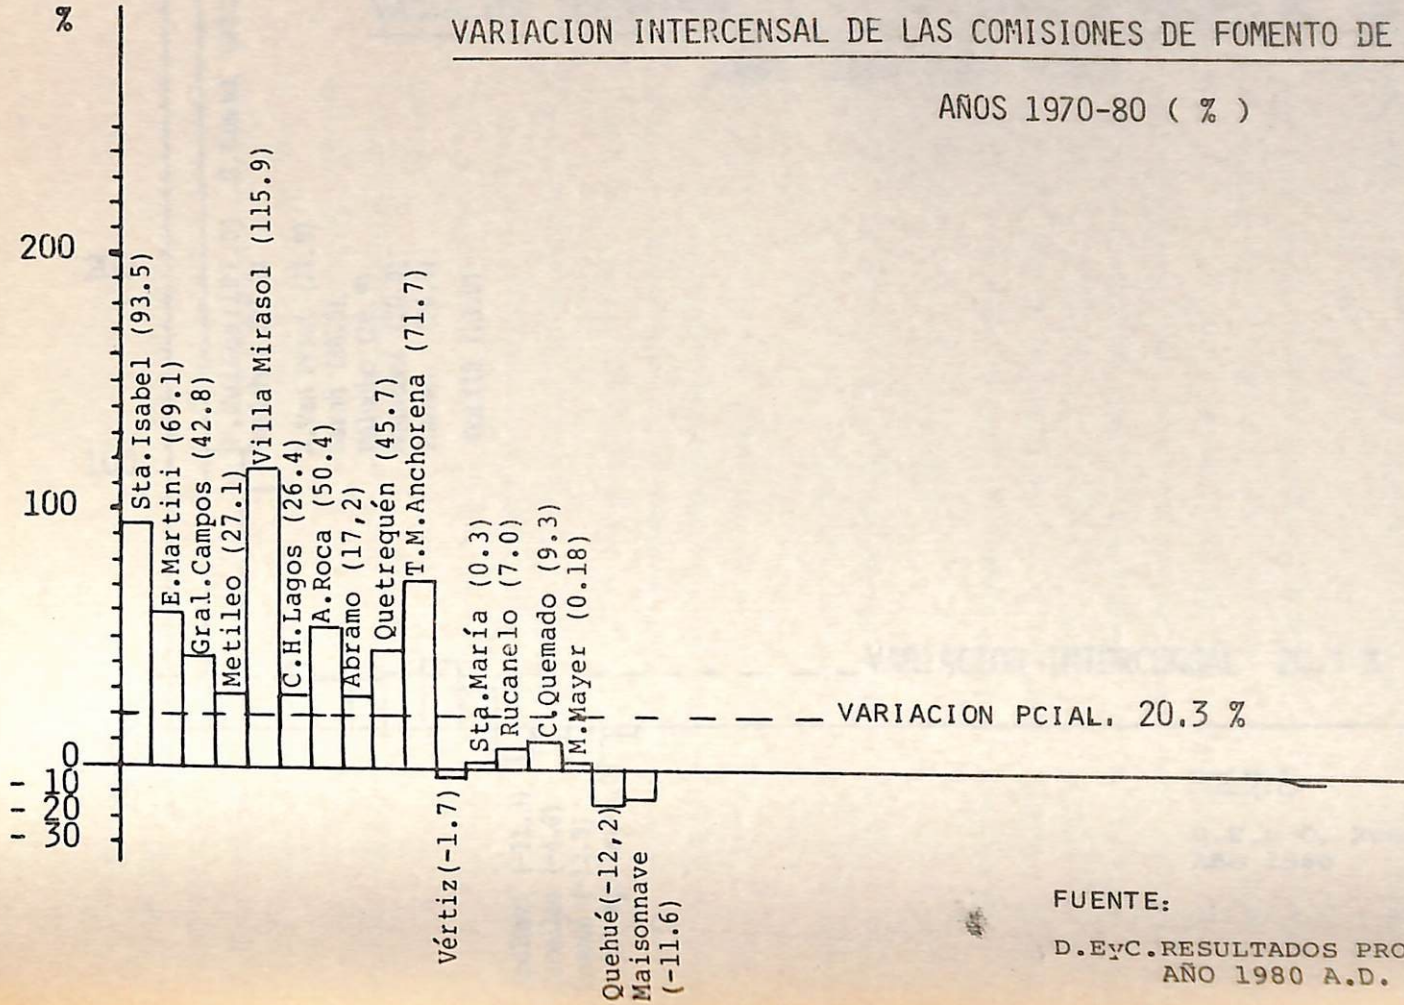 %
VARIACION INTERCENSAL DE LAS COMISIONES DE FOMENTO DE
AÑOS 1970-80 ( % )
200
100
0
- 10
- 20
- 30
Sta.Isabel (93.5)
E.Martini (69.1)
Gral.Campos (42.8)
Metileo (27.1)
Villa Mirasol (115.9)
C.H.Lagos (26.4)
A.Roca (50.4)
Abramo (17,2)
Quetrequén (45.7)
T.M.Anchorena (71.7)
Vértiz(-1.7)
Sta.María (0.3)
Rucanelo (7.0)
C.Quemado (9.3)
M.Mayer (0.18)
Quehué(-12,2)
Maisonnave
(-11.6)
VARIACION PCIAL. 20.3 %
FUENTE:
D.EyC.RESULTADOS PRO
AÑO 1980 A.D.